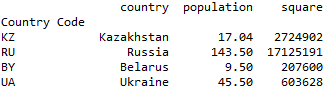 country population square
Country Code
KZ Kazakhstan 17.04 2724902
RU Russia 143.50 17125191
BY Belarus 9.50 207600
UA Ukraine 45.50 603628